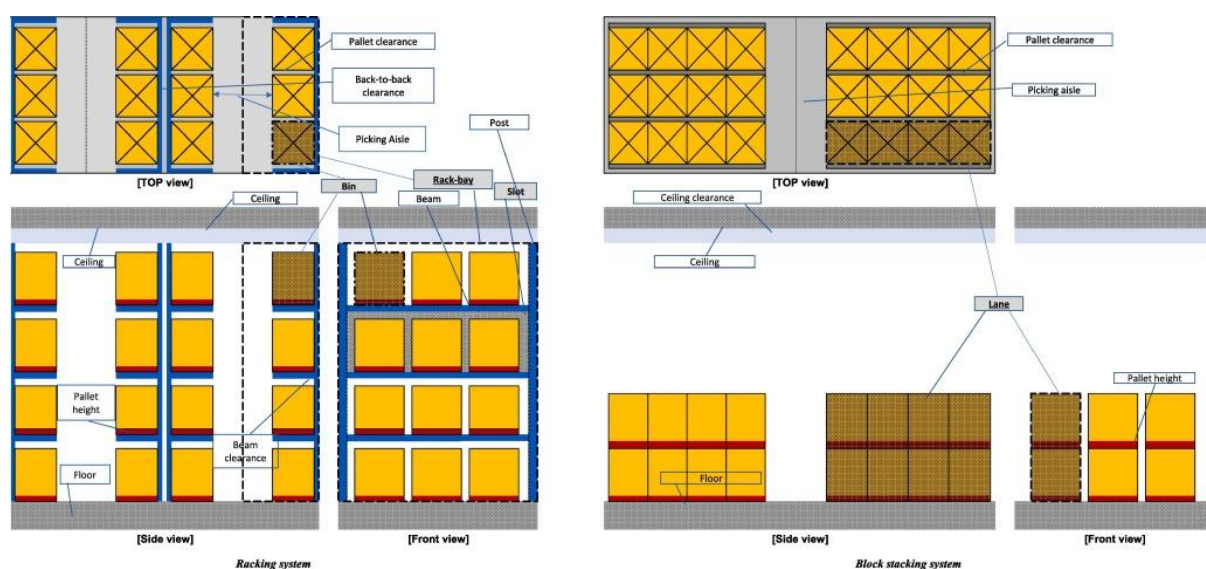 Pallet clearance
Back-to-back
clearance
Picking Aisle
Post
[TOP view]
Bin
Rack-bay
Slot
Ceiling
Beam
Ceiling
Pallet
height
Beam
clearance
Floor
[Side view]
[Front view]
Racking system
Pallet clearance
Picking aisle
[TOP view]
Ceiling clearance
Ceiling
Lane
Pallet height
Floor
[Side view]
[Front view]
Block stacking system